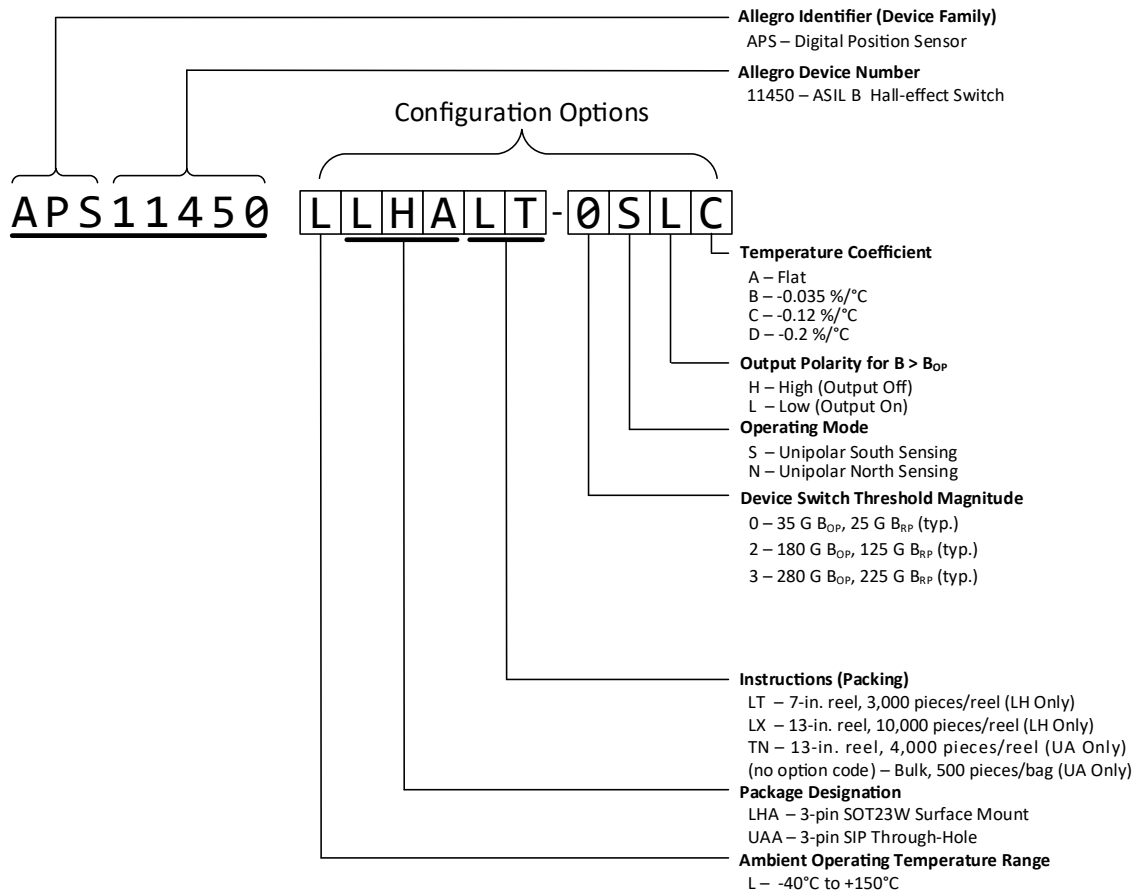 Allegro Identifier (Device Family)
APS – Digital Position Sensor
Allegro Device Number
11450 – ASIL B Hall-effect Switch
Configuration Options
APS11450 LLHALT-0SLC
Temperature Coefficient
A – Flat
B – -0.035 %/°C
C – -0.12 %/°C
D – -0.2 %/°C
Output Polarity for B > BOP
H – High (Output Off)
L – Low (Output On)
Operating Mode
S – Unipolar South Sensing
N – Unipolar North Sensing
Device Switch Threshold Magnitude
0 – 35 G BOP, 25 G BRP (typ.)
2 – 180 G BOP, 125 G BRP (typ.)
3 – 280 G BOP, 225 G BRP (typ.)
Instructions (Packing)
LT – 7-in. reel, 3,000 pieces/reel (LH Only)
LX – 13-in. reel, 10,000 pieces/reel (LH Only)
TN – 13-in. reel, 4,000 pieces/reel (UA Only)
(no option code) – Bulk, 500 pieces/bag (UA Only)
Package Designation
LHA – 3-pin SOT23W Surface Mount
UAA – 3-pin SIP Through-Hole
Ambient Operating Temperature Range
L – -40°C to +150°C